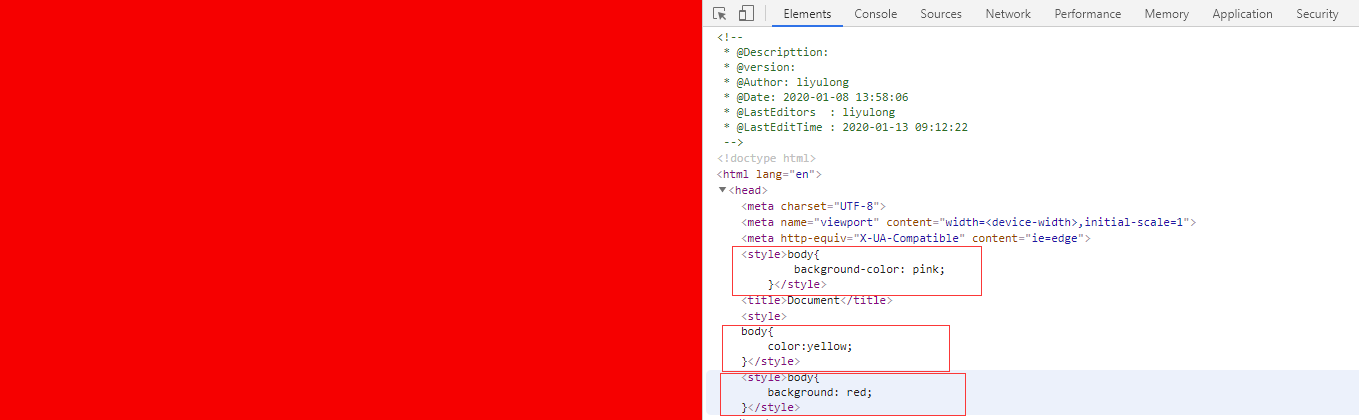 Elements Console Sources Network Performance Memory Application Security
<!--
* @Descripttion:
* @version:
* @Author: liyulong
* @Date: 2020-01-08 13:58:06
* @LastEditors  : liyulong
* @LastEditTime : 2020-01-13 09:12:22
-->
<!doctype html>
<html lang="en">
<head>
<meta charset="UTF-8">
<meta name="viewport" content="width=<device-width>,initial-scale=1">
<meta http-equiv="X-UA-Compatible" content="ie=edge">
<style>body{
background-color: pink;
}</style>
<title>Document</title>
<style>
body{
color:yellow;
}</style>
<style>body{
background: red;
}</style>